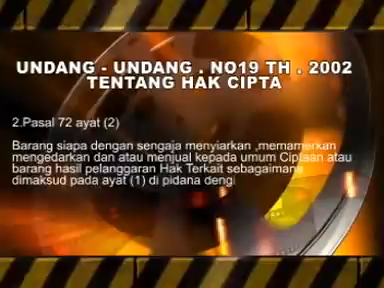 UNDANG - UNDANG . NO19 TH . 2002
TENTANG HAK CIPTA
2.Pasal 72 ayat (2)
Barang siapa dengan sengaja menyiarkan ,memamerkan
mengedarkan dan atau menjual kepada umum Ciptaan atau
barang hasil pelanggaran Hak Terkait sebagaimana
dimaksud pada ayat (1) di pidana dengi